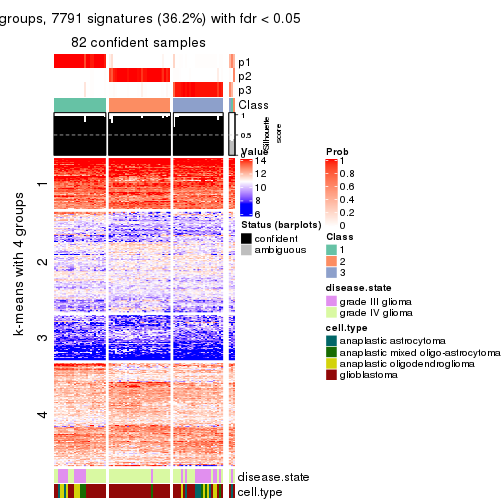 groups, 7791 signatures (36.2%) with fdr < 0.05
82 confident samples
p1
p2
p3
Class
1
0.5
0
Silhouette
score
k-means with 4 groups
1
2
3
4
Value
14
12
10
8
6
Status (barplots)
confident
ambiguous
Prob
1
0.8
0.6
0.4
0.2
0
Class
1
2
3
disease.state
grade III glioma
grade IV glioma
cell.type
anaplastic astrocytoma
anaplastic mixed oligo-astrocytoma
anaplastic oligodendroglioma
glioblastoma
disease.state
cell.type